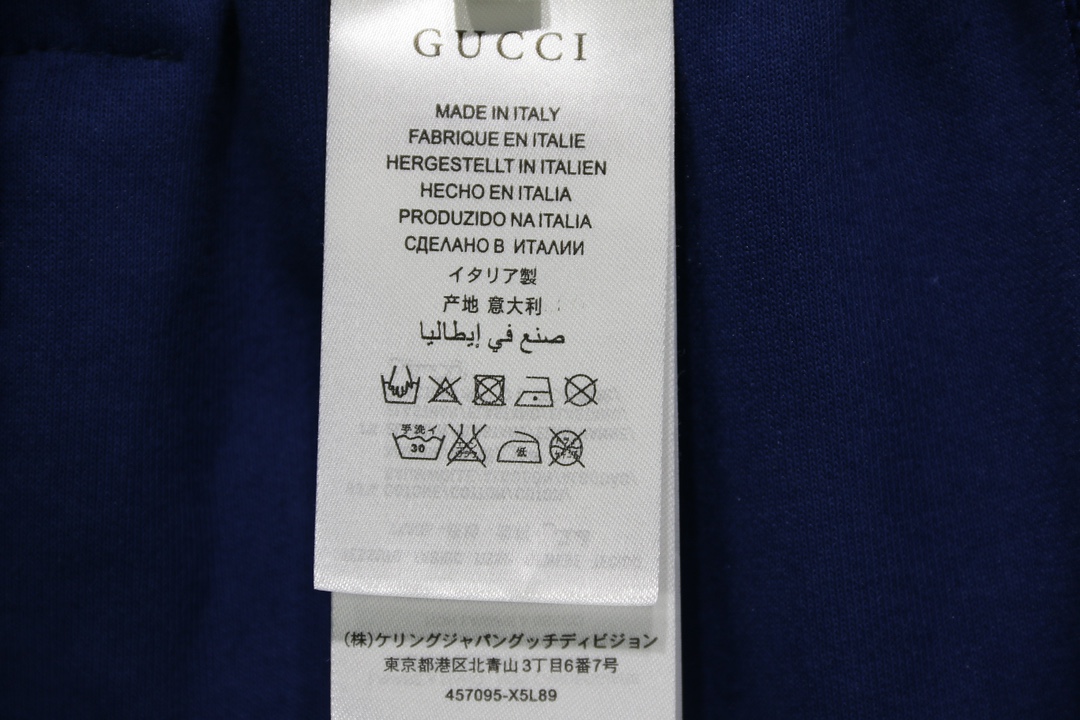 GUCCI
MADE IN ITALY
FABRIQUE EN ITALIE
HERGESTELLT IN ITALIEN
HECHO EN ITALIA
PRODUZIDO NA ITALIA
СДЕЛАНО В ИТАЛИИ
イタリア製
产地 意大利
صنع في إيطاليا
手洗イ
30
低
(株)ケリングジャパングッチディビジョン
東京都港区北青山3丁目6番7号
457095-X5L89